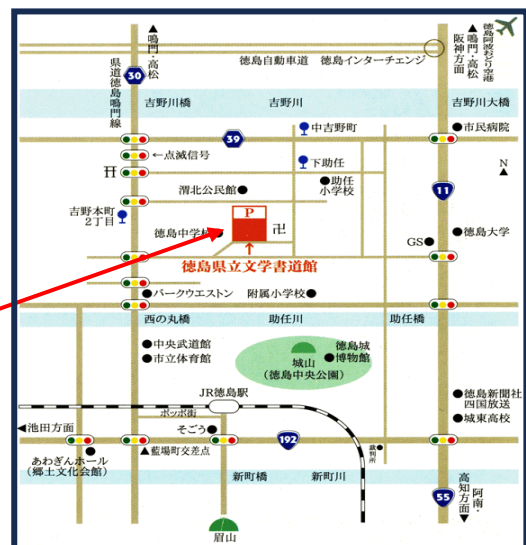 ▲鳴門・高松
▲鳴門・高松
阪神方面
徳島阿波おどり空港
県道徳島鳴門線
30
徳島自動車道 徳島インターチェンジ
吉野川橋 吉野川 吉野川大橋
中吉野町
市民病院
39
←点滅信号
下助任
N
助任
小学校
渭北公民館
11
吉野本町
2丁目
P
卍
徳島中学校
徳島大学
GS
徳島県立文学書道館
パークウエストン 附属小学校
西の丸橋 助任川 助任橋
中央武道館
市立体育館
徳島城
博物館
城山
(徳島中央公園)
JR徳島駅
徳島新聞社
四国放送
ポッポ街
城東高校
◀池田方面
そごう
192
裁判所
あわぎんホール
(郷土文化会館)
▲藍場町交差点
新町橋 新町川
55
阿南・
高知方面▼
眉山